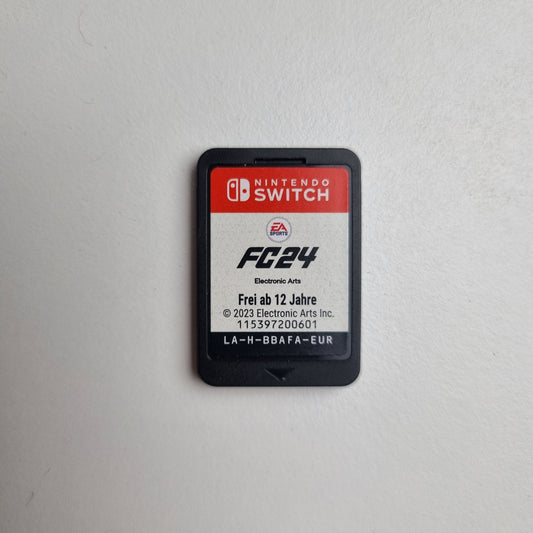 NINTENDO
SWITCH
EA
SPORTS
FC24
Electronic Arts
Frei ab 12 Jahre
© 2023 Electronic Arts Inc.
115397200601
LA-H-BBAFA-EUR